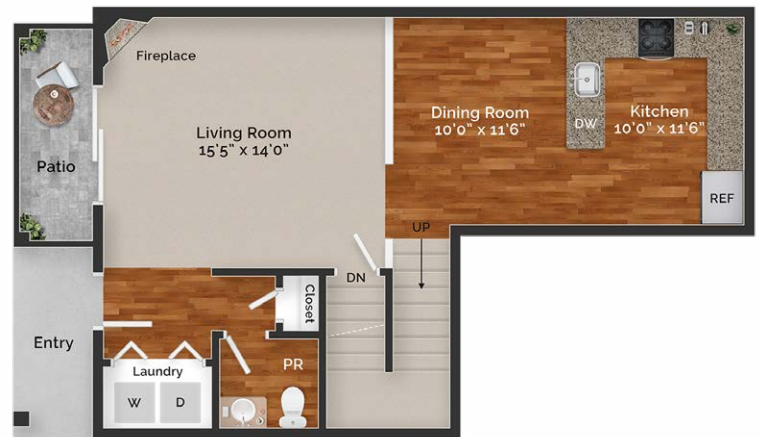 Fireplace
Living Room
15'5" x 14'0"
Dining Room
10'0" x 11'6"
Kitchen
10'0" x 11'6"
DW
REF
Patio
UP
DN
Closet
Entry
PR
Laundry
W
D